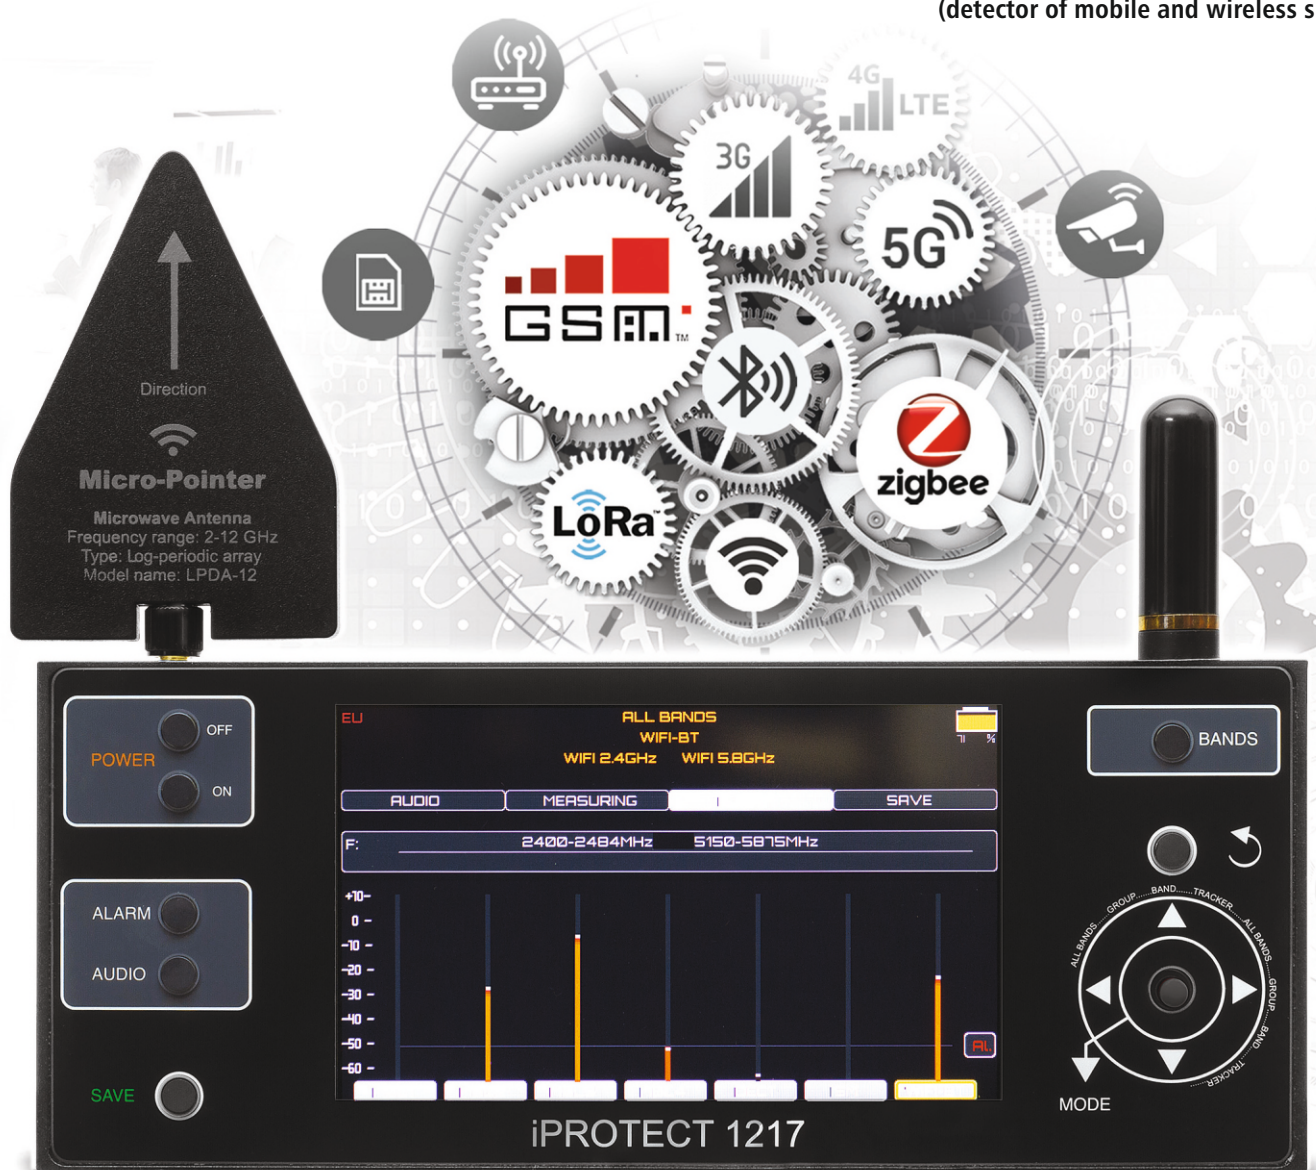 (detector of mobile and wireless s
4G
LTE
3G
5G
GSM™
zigbee
LoRa™
Direction
Micro-Pointer
Microwave Antenna
Frequency range: 2-12 GHz
Type: Log-periodic array
Model name: LPDA-12
POWER
OFF
ON
ALARM
AUDIO
SAVE
EU
ALL BANDS
WIFI-BT
WIFI 2.4GHz WIFI 5.8GHz
71 %
AUDIO
MEASURING
SAVE
F: 2400-2484MHz 5150-5875MHz
+10-
0 -
-10 -
-20 -
-30 -
-40 -
-50 -
-60 -
AL.
BANDS
ALL BANDS......GROUP......BAND......TRACKER......ALL BANDS......GROUP......BAND......TRACKER......
MODE
iPROTECT 1217